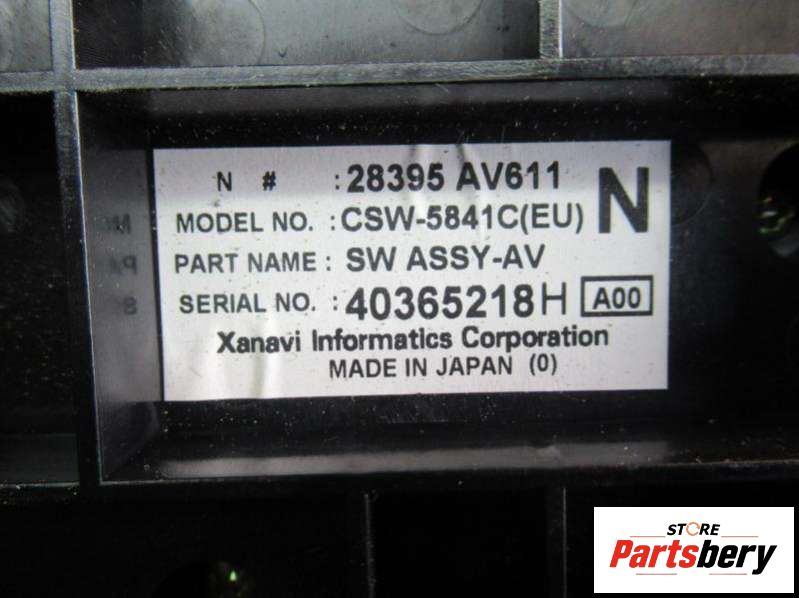 N # : 28395 AV611 N
MODEL NO. : CSW-5841C(EU)
PART NAME : SW ASSY-AV
SERIAL NO. : 40365218H A00
Xanavi Informatics Corporation
MADE IN JAPAN (0)
STORE
Partsbery